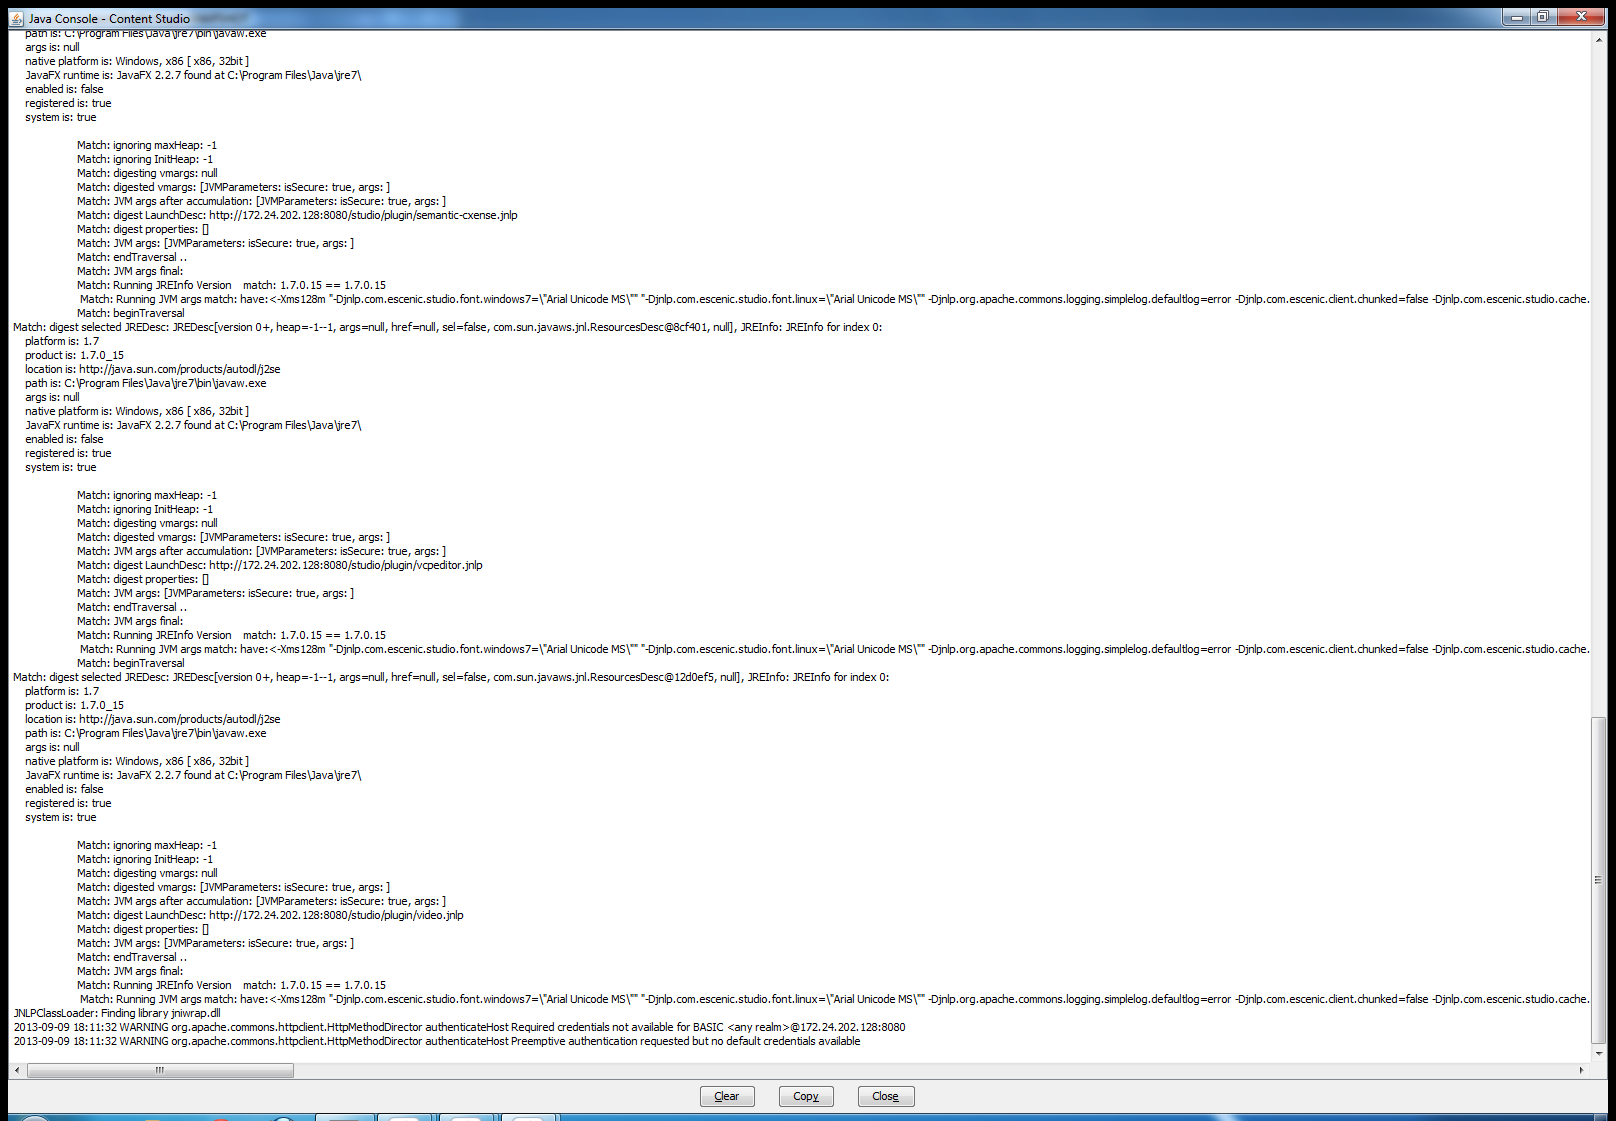 Java Console - Content Studio
path is: C:\Program Files\Java\jre7\bin\javaw.exe
args is: null
native platform is: Windows, x86 [ x86, 32bit ]
JavaFX runtime is: JavaFX 2.2.7 found at C:\Program Files\Java\jre7\
enabled is: false
registered is: true
system is: true
Match: ignoring maxHeap: -1
Match: ignoring InitHeap: -1
Match: digesting vmargs: null
Match: digested vmargs: [JVMParameters: isSecure: true, args: ]
Match: JVM args after accumulation: [JVMParameters: isSecure: true, args: ]
Match: digest LaunchDesc: http://172.24.202.128:8080/studio/plugin/semantic-cxense.jnlp
Match: digest properties: []
Match: JVM args: [JVMParameters: isSecure: true, args: ]
Match: endTraversal ..
Match: JVM args final:
Match: Running JREInfo Version    match: 1.7.0.15 == 1.7.0.15
Match: Running JVM args match: have:<-Xms128m "-Djnlp.com.escenic.studio.font.windows7=\"Arial Unicode MS\"" "-Djnlp.com.escenic.studio.font.linux=\"Arial Unicode MS\"" -Djnlp.org.apache.commons.logging.simplelog.defaultlog=error -Djnlp.com.escenic.client.chunked=false -Djnlp.com.escenic.studio.cache.
Match: beginTraversal
Match: digest selected JREDesc: JREDesc[version 0+, heap=-1--1, args=null, href=null, sel=false, com.sun.javaws.jnl.ResourcesDesc@8cf401, null], JREInfo: JREInfo for index 0:
platform is: 1.7
product is: 1.7.0_15
location is: http://java.sun.com/products/autodl/j2se
path is: C:\Program Files\Java\jre7\bin\javaw.exe
args is: null
native platform is: Windows, x86 [ x86, 32bit ]
JavaFX runtime is: JavaFX 2.2.7 found at C:\Program Files\Java\jre7\
enabled is: false
registered is: true
system is: true
Match: ignoring maxHeap: -1
Match: ignoring InitHeap: -1
Match: digesting vmargs: null
Match: digested vmargs: [JVMParameters: isSecure: true, args: ]
Match: JVM args after accumulation: [JVMParameters: isSecure: true, args: ]
Match: digest LaunchDesc: http://172.24.202.128:8080/studio/plugin/vcpeditor.jnlp
Match: digest properties: []
Match: JVM args: [JVMParameters: isSecure: true, args: ]
Match: endTraversal ..
Match: JVM args final:
Match: Running JREInfo Version    match: 1.7.0.15 == 1.7.0.15
Match: Running JVM args match: have:<-Xms128m "-Djnlp.com.escenic.studio.font.windows7=\"Arial Unicode MS\"" "-Djnlp.com.escenic.studio.font.linux=\"Arial Unicode MS\"" -Djnlp.org.apache.commons.logging.simplelog.defaultlog=error -Djnlp.com.escenic.client.chunked=false -Djnlp.com.escenic.studio.cache.
Match: beginTraversal
Match: digest selected JREDesc: JREDesc[version 0+, heap=-1--1, args=null, href=null, sel=false, com.sun.javaws.jnl.ResourcesDesc@12d0ef5, null], JREInfo: JREInfo for index 0:
platform is: 1.7
product is: 1.7.0_15
location is: http://java.sun.com/products/autodl/j2se
path is: C:\Program Files\Java\jre7\bin\javaw.exe
args is: null
native platform is: Windows, x86 [ x86, 32bit ]
JavaFX runtime is: JavaFX 2.2.7 found at C:\Program Files\Java\jre7\
enabled is: false
registered is: true
system is: true
Match: ignoring maxHeap: -1
Match: ignoring InitHeap: -1
Match: digesting vmargs: null
Match: digested vmargs: [JVMParameters: isSecure: true, args: ]
Match: JVM args after accumulation: [JVMParameters: isSecure: true, args: ]
Match: digest LaunchDesc: http://172.24.202.128:8080/studio/plugin/video.jnlp
Match: digest properties: []
Match: JVM args: [JVMParameters: isSecure: true, args: ]
Match: endTraversal ..
Match: JVM args final:
Match: Running JREInfo Version    match: 1.7.0.15 == 1.7.0.15
Match: Running JVM args match: have:<-Xms128m "-Djnlp.com.escenic.studio.font.windows7=\"Arial Unicode MS\"" "-Djnlp.com.escenic.studio.font.linux=\"Arial Unicode MS\"" -Djnlp.org.apache.commons.logging.simplelog.defaultlog=error -Djnlp.com.escenic.client.chunked=false -Djnlp.com.escenic.studio.cache.
JNLPClassLoader: Finding library jniwrap.dll
2013-09-09 18:11:32 WARNING org.apache.commons.httpclient.HttpMethodDirector authenticateHost Required credentials not available for BASIC <any realm>@172.24.202.128:8080
2013-09-09 18:11:32 WARNING org.apache.commons.httpclient.HttpMethodDirector authenticateHost Preemptive authentication requested but no default credentials available
Clear Copy Close